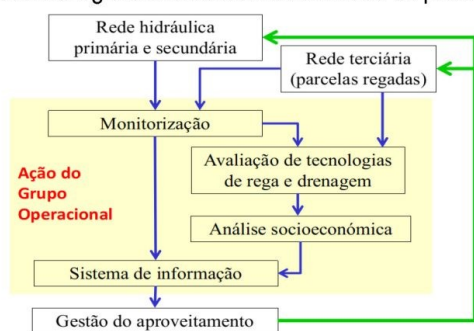 Rede hidráulica
primária e secundária
Rede terciária
(parcelas regadas)
Monitorização
Avaliação de tecnologias
de rega e drenagem
Ação do
Grupo
Operacional
Análise socioeconómica
Sistema de informação
Gestão do aproveitamento